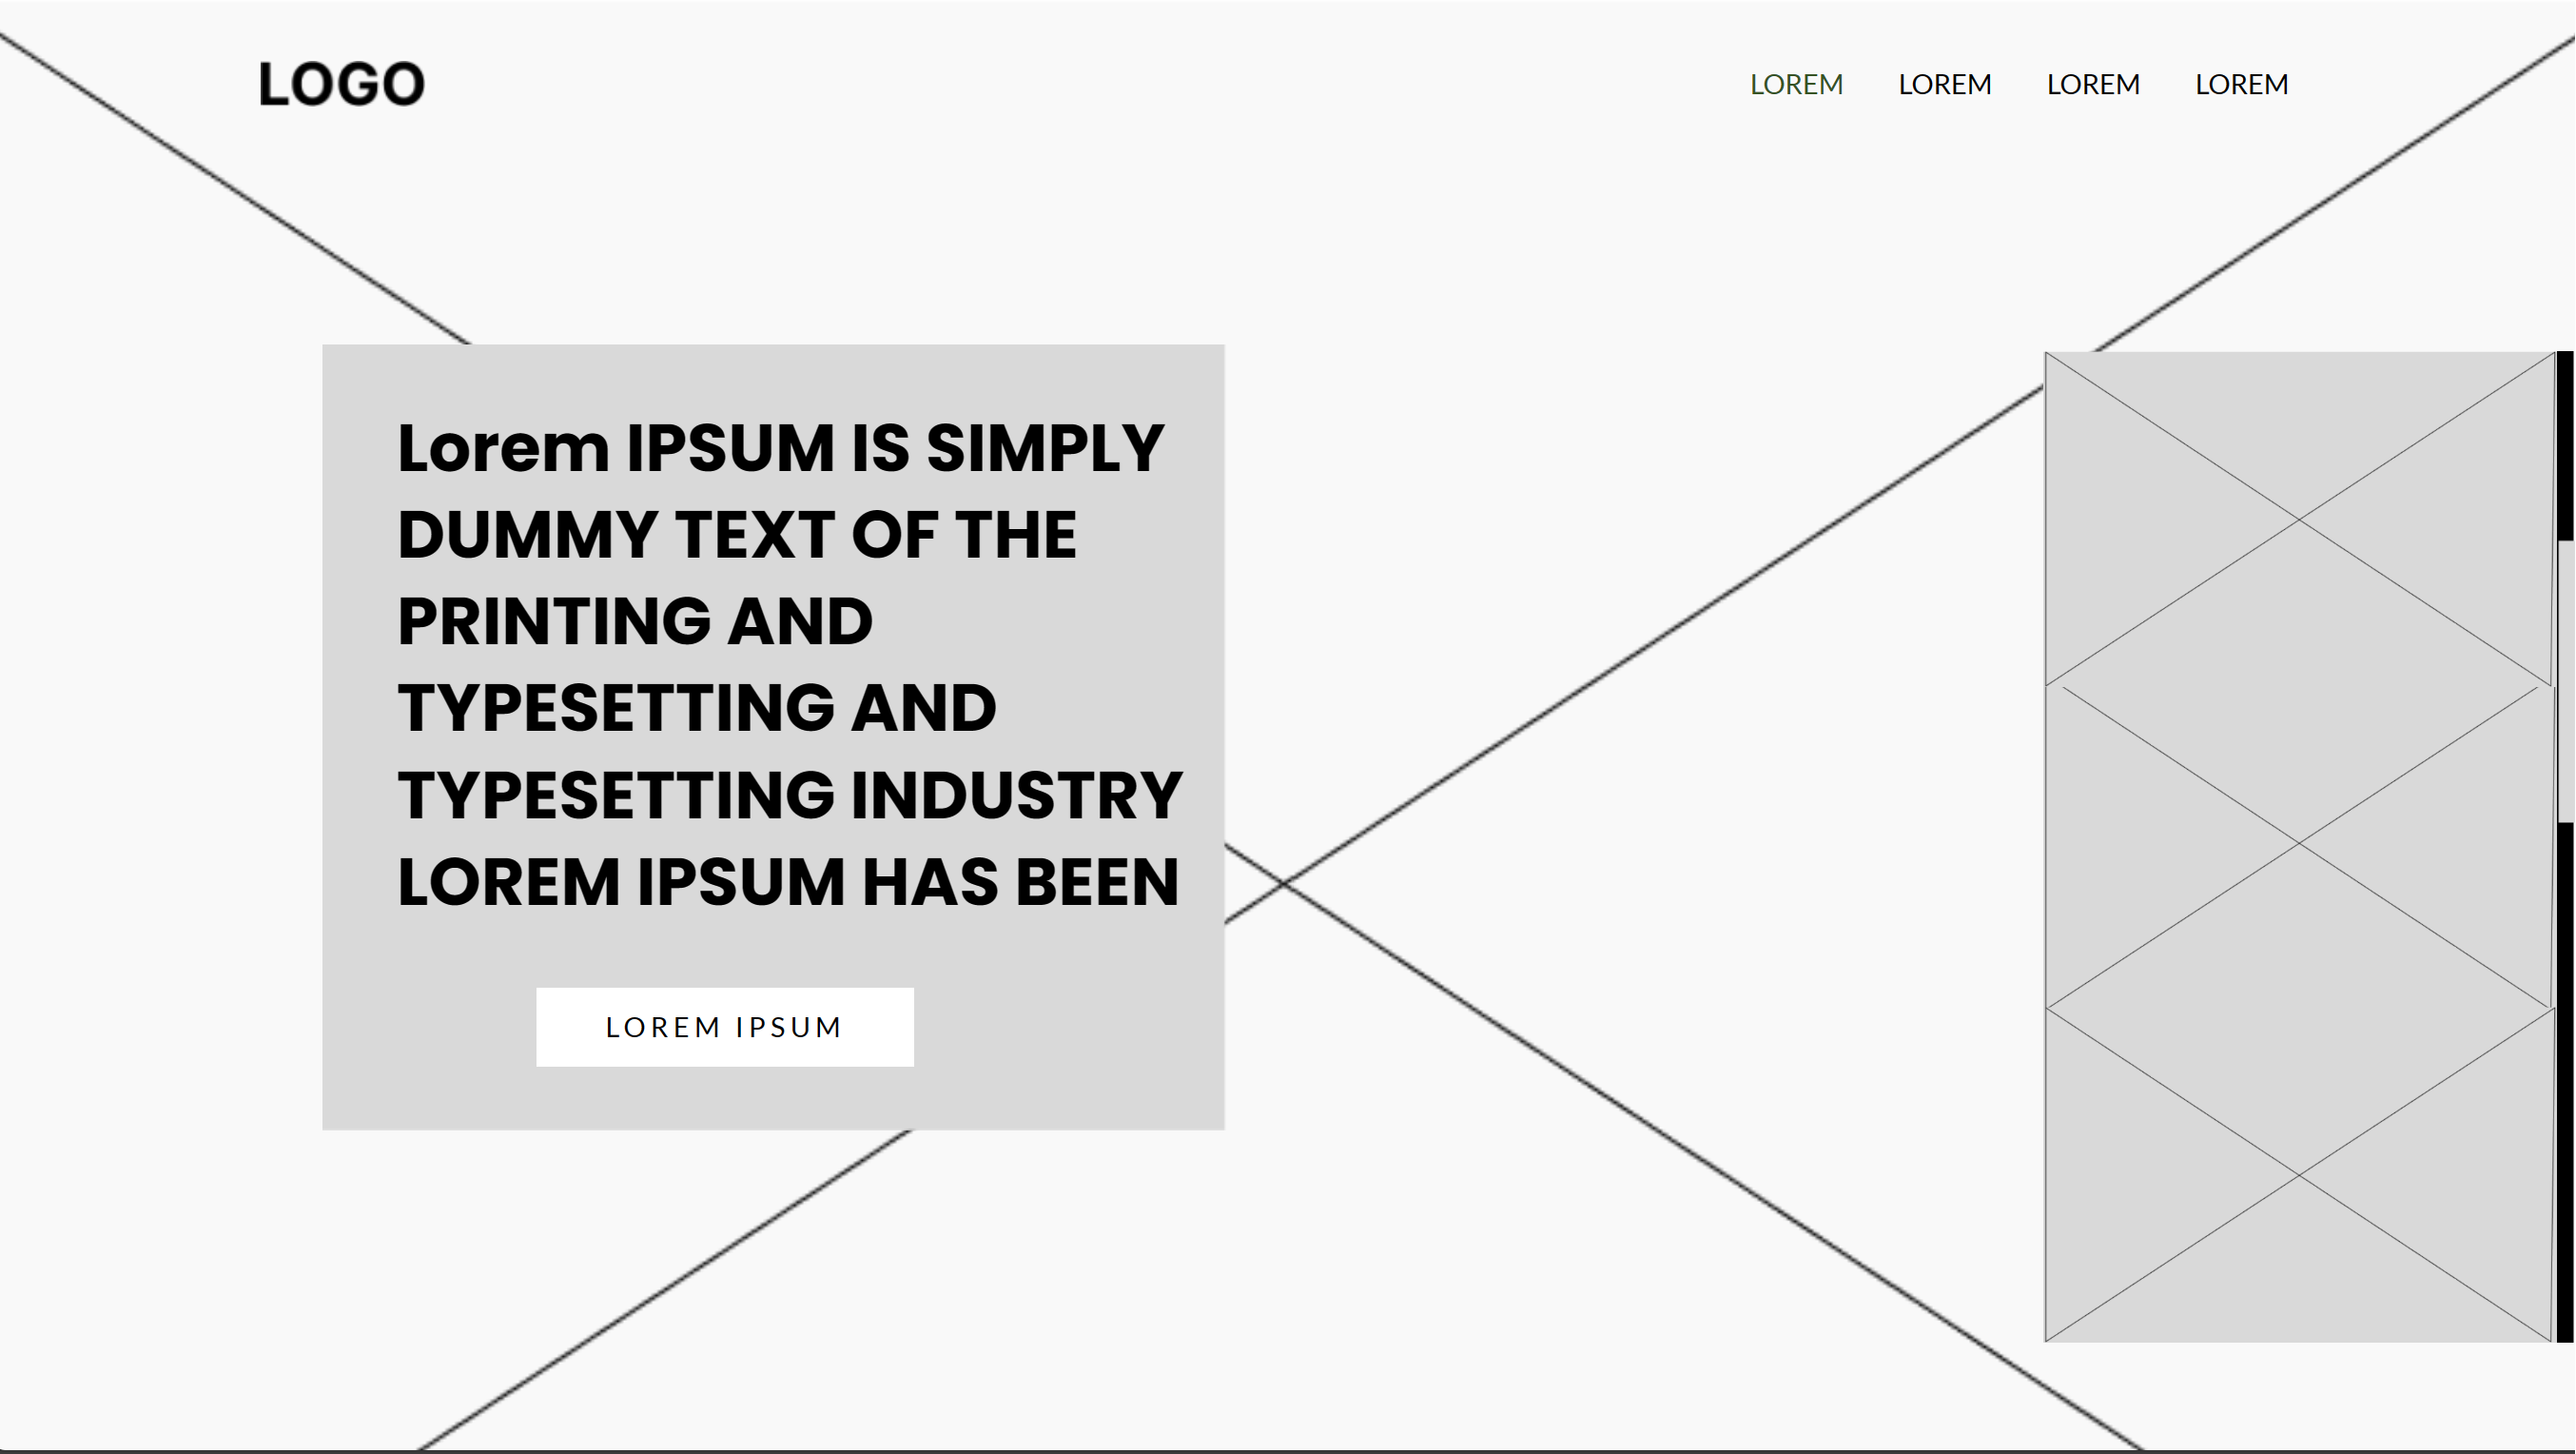 LOGO
LOREM LOREM LOREM LOREM
Lorem IPSUM IS SIMPLY
DUMMY TEXT OF THE
PRINTING AND
TYPESETTING AND
TYPESETTING INDUSTRY
LOREM IPSUM HAS BEEN
LOREM IPSUM